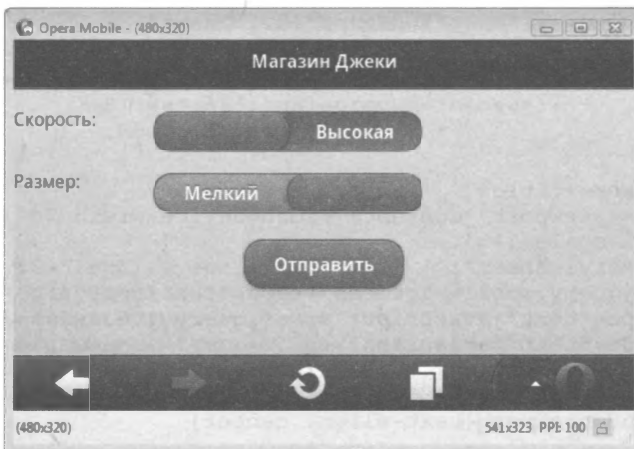 Opera Mobile - (480x320)
Магазин Джеки
Скорость:
Высокая
Размер:
Мелкий
Отправить
(480x320)
541x323 PPI: 100